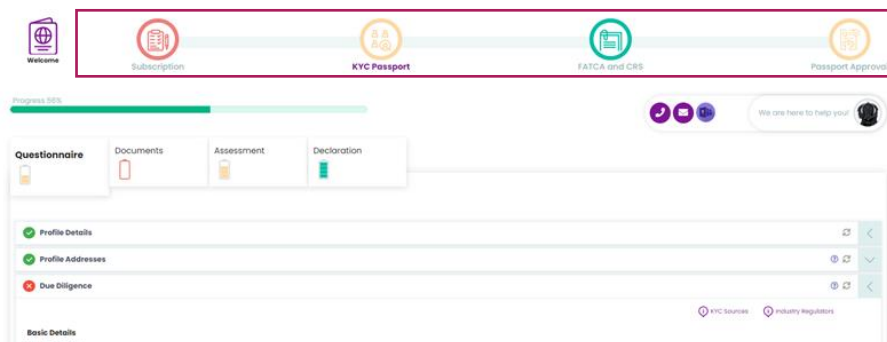 Welcome
Subscription
KYC Passport
FATCA and CRS
Passport Approval
Progress 56%
We are here to help you!
Questionnaire
Documents
Assessment
Declaration
Profile Details
Profile Addresses
Due Diligence
KYC Sources
Industry Regulators
Basic Details